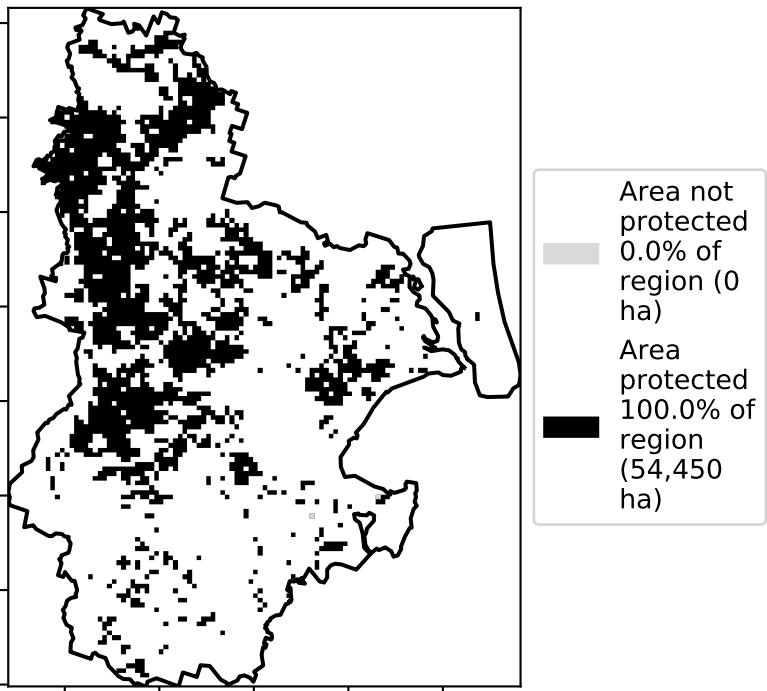 Area not
protected
0.0% of
region (0
ha)
Area
protected
100.0% of
region
(54,450
ha)